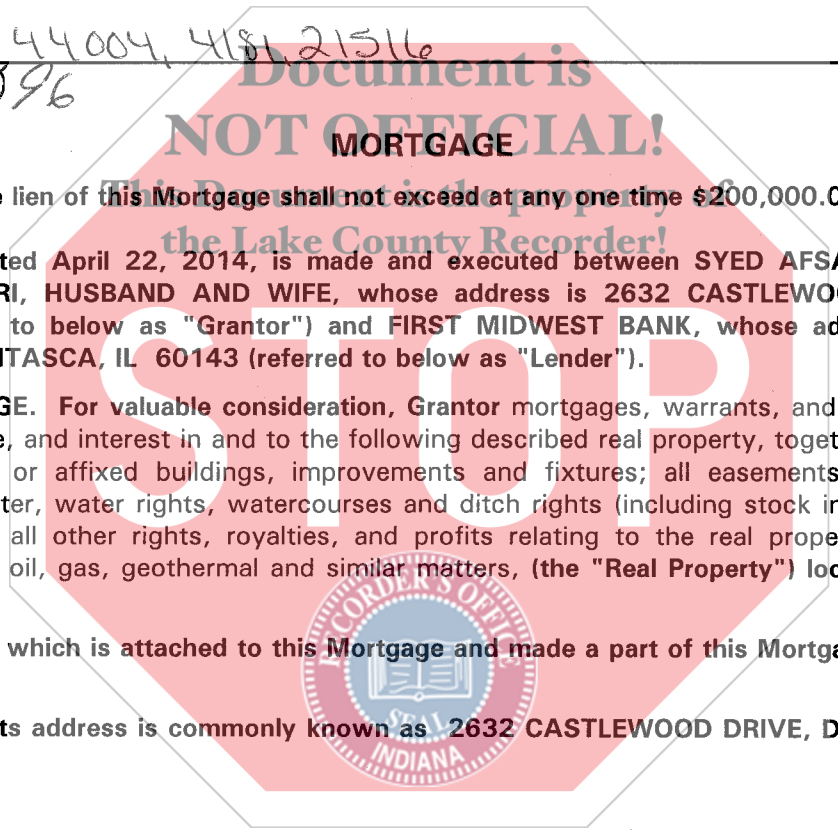 44004, 4181, 21516
96
Document is
NOT OFFICIAL!
MORTGAGE
This Document is the property of
the Lake County Recorder!
lien of this Mortgage shall not exceed at any one time $200,000.0
ted April 22, 2014, is made and executed between SYED AFSA
RI, HUSBAND AND WIFE, whose address is 2632 CASTLEWO
to below as "Grantor") and FIRST MIDWEST BANK, whose ad
ITASCA, IL 60143 (referred to below as "Lender").
GE. For valuable consideration, Grantor mortgages, warrants, and
e, and interest in and to the following described real property, toget
or affixed buildings, improvements and fixtures; all easements
ter, water rights, watercourses and ditch rights (including stock in
all other rights, royalties, and profits relating to the real prope
oil, gas, geothermal and similar matters, (the "Real Property") loc
STOP
which is attached to this Mortgage and made a part of this Mortga
ts address is commonly known as 2632 CASTLEWOOD DRIVE, D
RECORDER'S OFFICE
SEAL
INDIANA